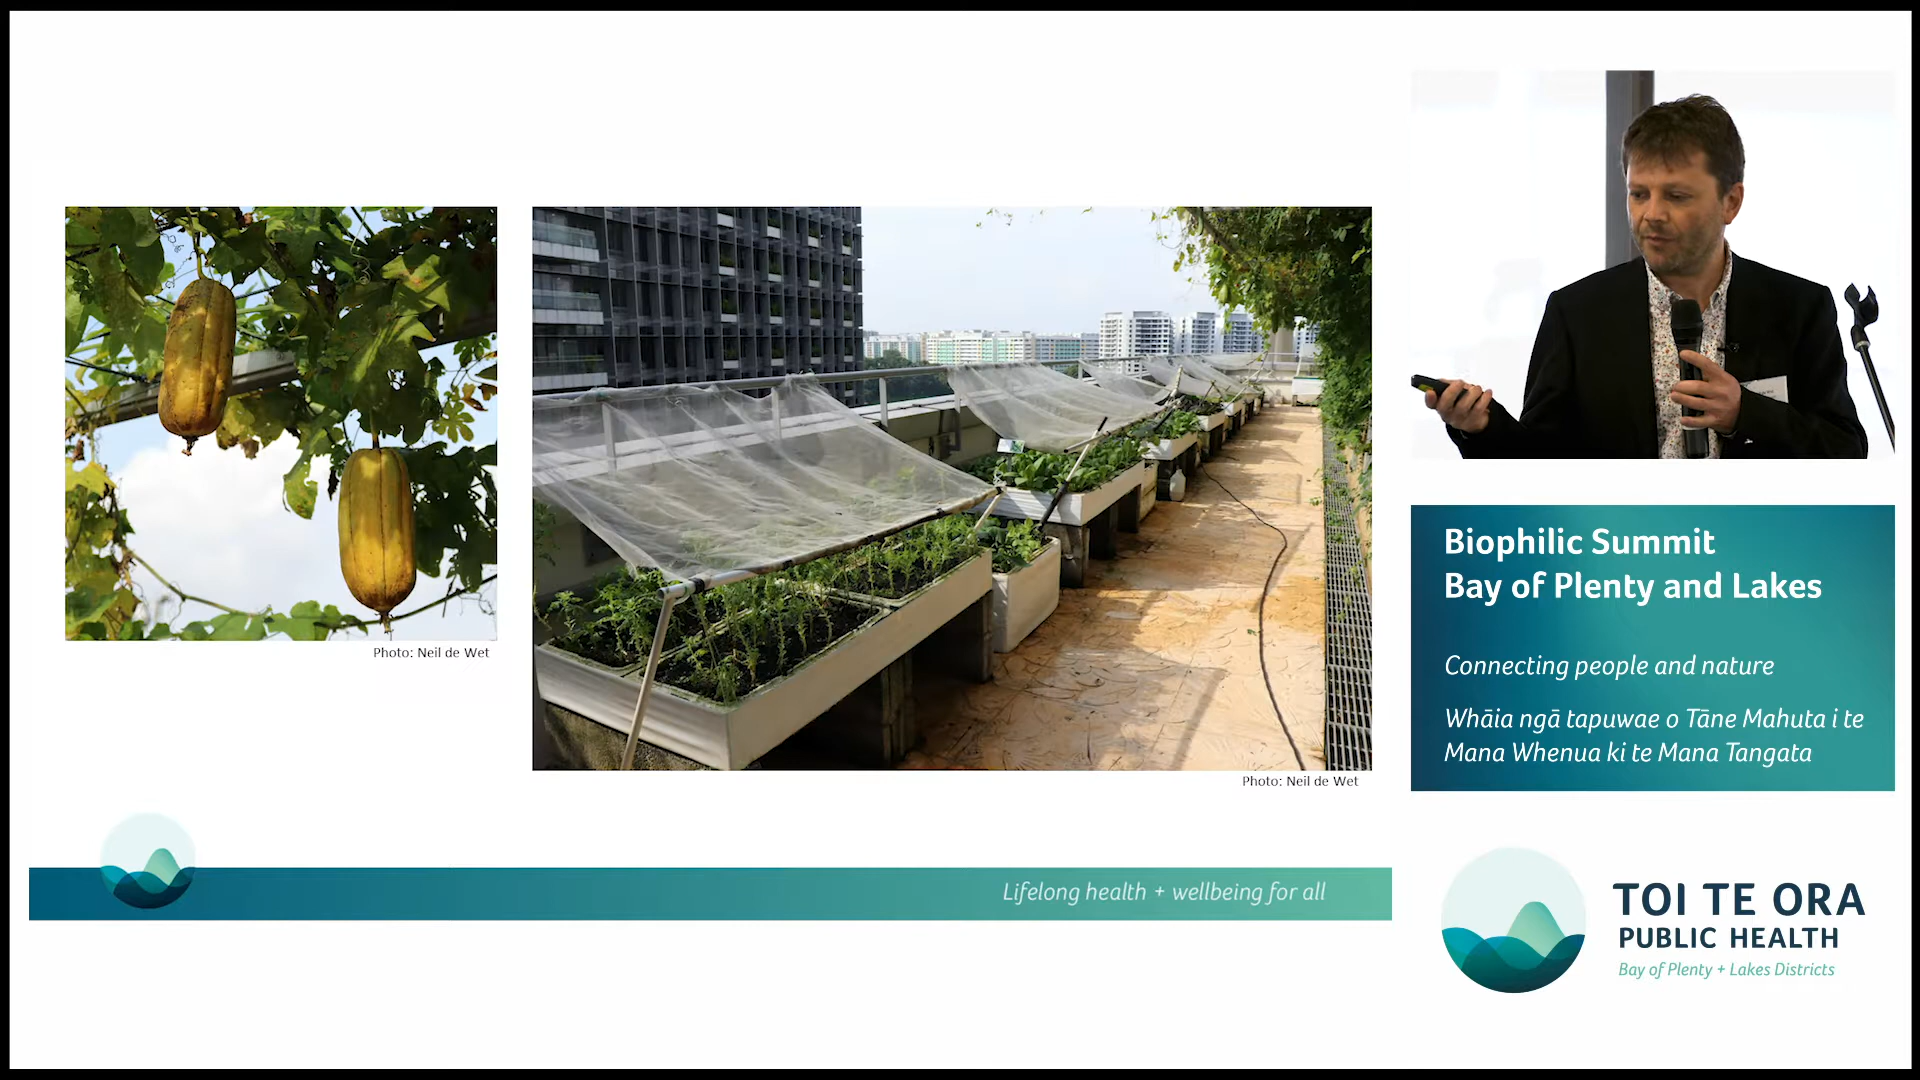 Photo: Neil de Wet
Photo: Neil de Wet
Lifelong health + wellbeing for all
Biophilic Summit
Bay of Plenty and Lakes
Connecting people and nature
Whāia ngā tapuwae o Tāne Mahuta i te
Mana Whenua ki te Mana Tangata
TOI TE ORA
PUBLIC HEALTH
Bay of Plenty + Lakes Districts